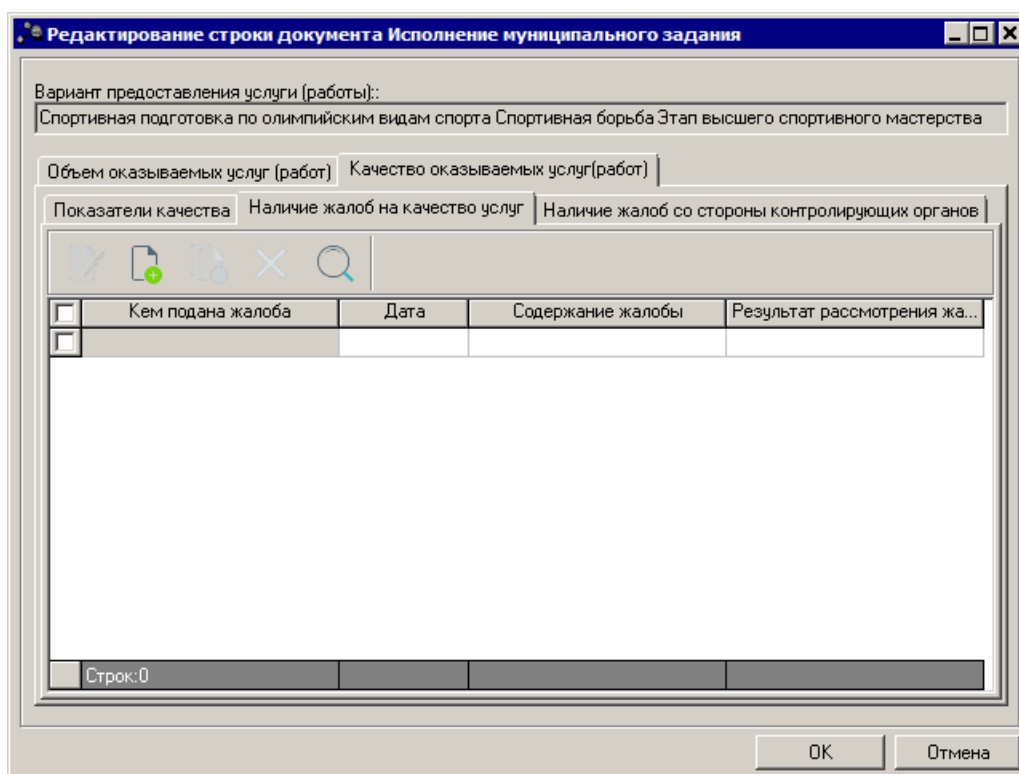 Редактирование строки документа Исполнение муниципального задания
Вариант предоставления услуги (работы)::
Спортивная подготовка по олимпийским видам спорта Спортивная борьба Этап высшего спортивного мастерства
Объем оказываемых услуг (работ) Качество оказываемых услуг(работ)
Показатели качества Наличие жалоб на качество услуг Наличие жалоб со стороны контролирующих органов
Кем подана жалоба Дата Содержание жалобы Результат рассмотрения жа...
Строк:0
OK Отмена